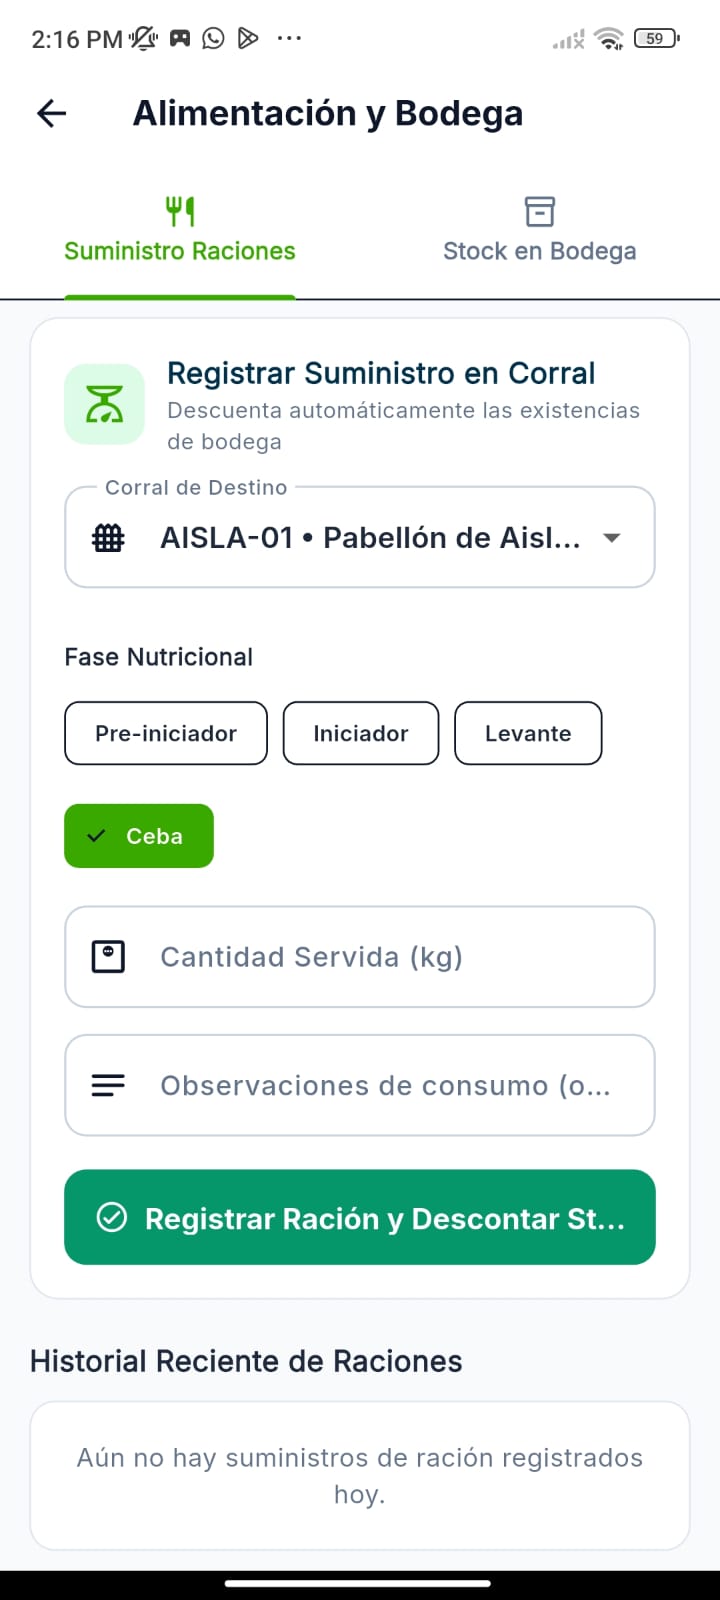 2:16 PM
59
Alimentación y Bodega
Suministro Raciones
Stock en Bodega
Registrar Suministro en Corral
Descuenta automáticamente las existencias
de bodega
Corral de Destino
AISLA-01 • Pabellón de Aisl...
Fase Nutricional
Pre-iniciador
Iniciador
Levante
Ceba
Cantidad Servida (kg)
Observaciones de consumo (o...
Registrar Ración y Descontar St...
Historial Reciente de Raciones
Aún no hay suministros de ración registrados
hoy.